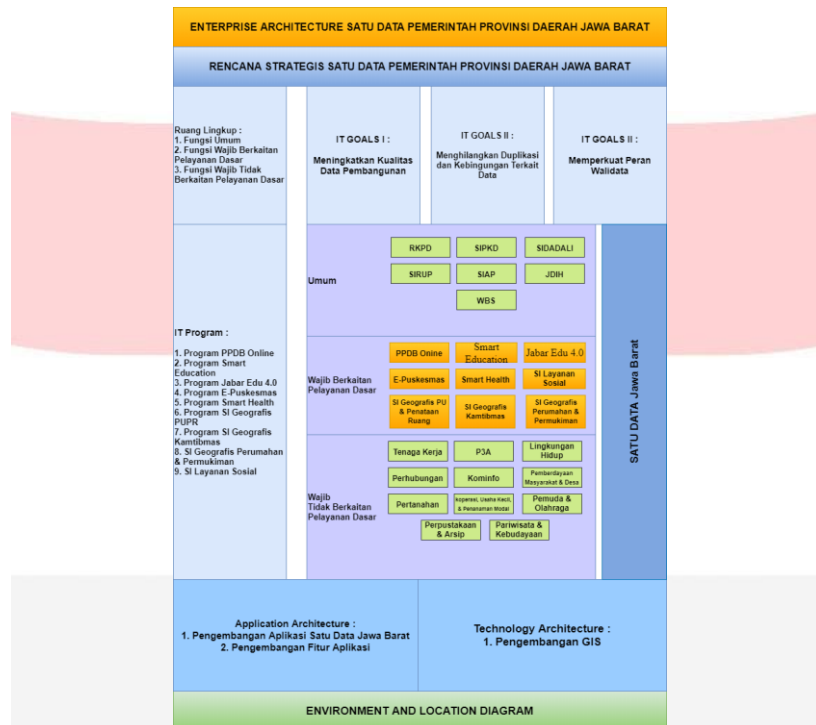 ENTERPRISE ARCHITECTURE SATU DATA PEMERINTAH PROVINSI DAERAH JAWA BARAT
RENCANA STRATEGIS SATU DATA PEMERINTAH PROVINSI DAERAH JAWA BARAT
Ruang Lingkup :
1. Fungsi Umum
2. Fungsi Wajib Berkaitan
Pelayanan Dasar
3. Fungsi Wajib Tidak
Berkaitan Pelayanan Dasar
IT GOALS I :
Meningkatkan Kualitas
Data Pembangunan
IT GOALS II :
Menghilangkan Duplikasi
dan Kebingungan Terkait
Data
IT GOALS II :
Memperkuat Peran
Walidata
IT Program :
1. Program PPDB Online
2. Program Smart
Education
3. Program Jabar Edu 4.0
4. Program E-Puskesmas
5. Program Smart Health
6. Program SI Geografis
PUPR
7. Program SI Geografis
Kamtibmas
8. SI Geografis Perumahan
& Permukiman
9. SI Layanan Sosial
Umum
RKPD
SIPKD
SIDADALI
SIRUP
SIAP
JDIH
WBS
Wajib Berkaitan
Pelayanan Dasar
PPDB Onine
Smart
Education
Jabar Edu 4.0
E-Puskesmas
Smart Health
SI Layanan
Sosial
SI Geografis PU
& Penataan
Ruang
SI Geografis
Kamtibmas
SI Geografis
Perumahan &
Permukiman
Wajib
Tidak Berkaitan
Pelayanan Dasar
Tenaga Kerja
P3A
Lingkungan
Hidup
Perhubungan
Kominfo
Pemberdayaan
Masyarakat & Desa
Pertanahan
koperasi, Usaha Kecil,
& Penanaman Modal
Pemuda &
Olahraga
Perpustakaan
& Arsip
Pariwisata &
Kebudayaan
SATU DATA Jawa Barat
Application Architecture :
1. Pengembangan Aplikasi Satu Data Jawa Barat
2. Pengembangan Fitur Aplikasi
Technology Architecture :
1. Pengembangan GIS
ENVIRONMENT AND LOCATION DIAGRAM